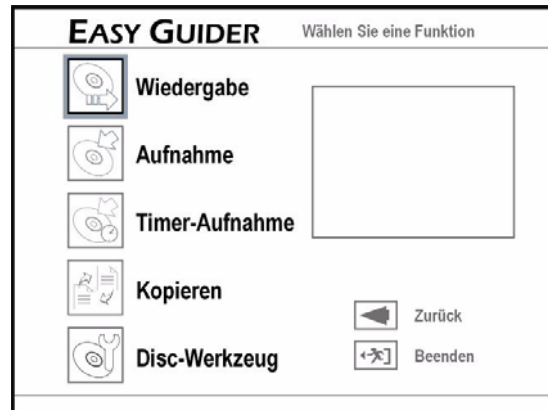 EASY GUIDER
Wählen Sie eine Funktion
Wiedergabe
Aufnahme
Timer-Aufnahme
Kopieren
Disc-Werkzeug
Zurück
Beenden